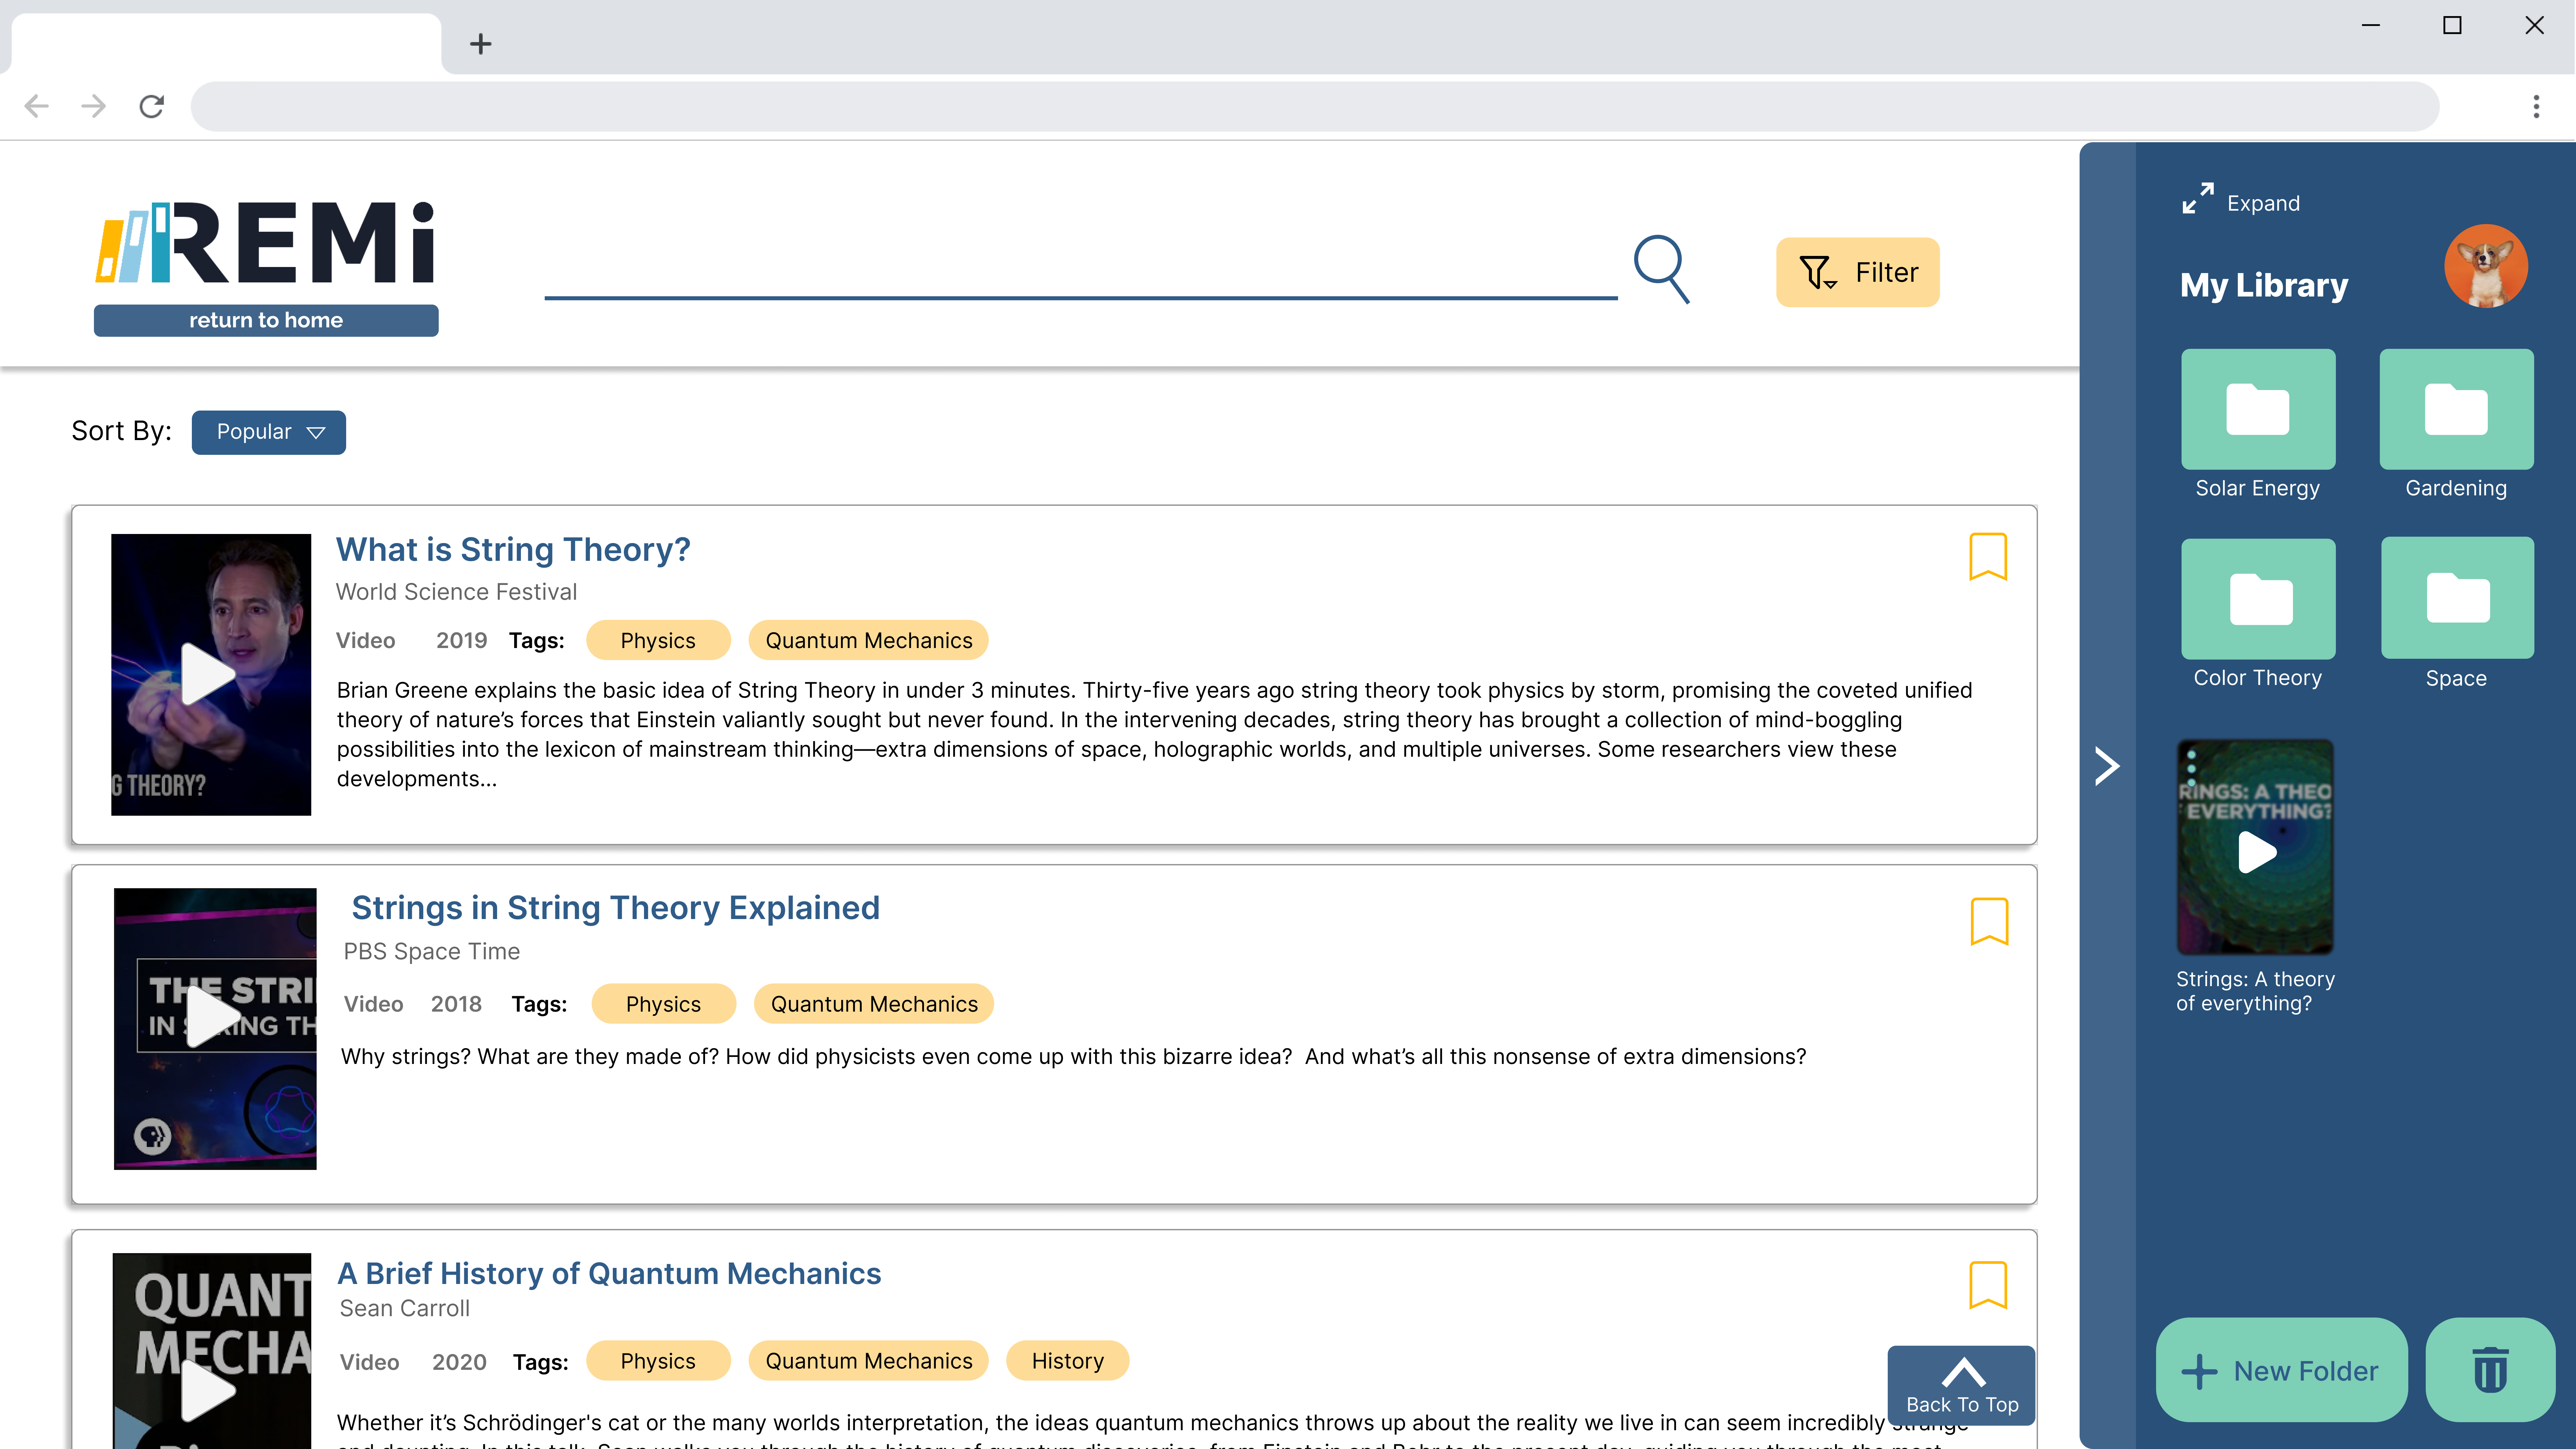 REMi
return to home
Filter
Sort By:
Popular
What is String Theory?
World Science Festival
Video 2019 Tags: Physics Quantum Mechanics
Brian Greene explains the basic idea of String Theory in under 3 minutes. Thirty-five years ago string theory took physics by storm, promising the coveted unified
theory of nature’s forces that Einstein valiantly sought but never found. In the intervening decades, string theory has brought a collection of mind-boggling
possibilities into the lexicon of mainstream thinking—extra dimensions of space, holographic worlds, and multiple universes. Some researchers view these
developments...
G THEORY?
Strings in String Theory Explained
PBS Space Time
Video 2018 Tags: Physics Quantum Mechanics
Why strings? What are they made of? How did physicists even come up with this bizarre idea? And what’s all this nonsense of extra dimensions?
THE STRI
IN STRING TH
A Brief History of Quantum Mechanics
Sean Carroll
Video 2020 Tags: Physics Quantum Mechanics History
Whether it’s Schrödinger's cat or the many worlds interpretation, the ideas quantum mechanics throws up about the reality we live in can seem incredibly strange
QUANT
MECHA
Back To Top
Expand
My Library
Solar Energy
Gardening
Color Theory
Space
RINGS: A THEO
EVERYTHING?
Strings: A theory
of everything?
New Folder